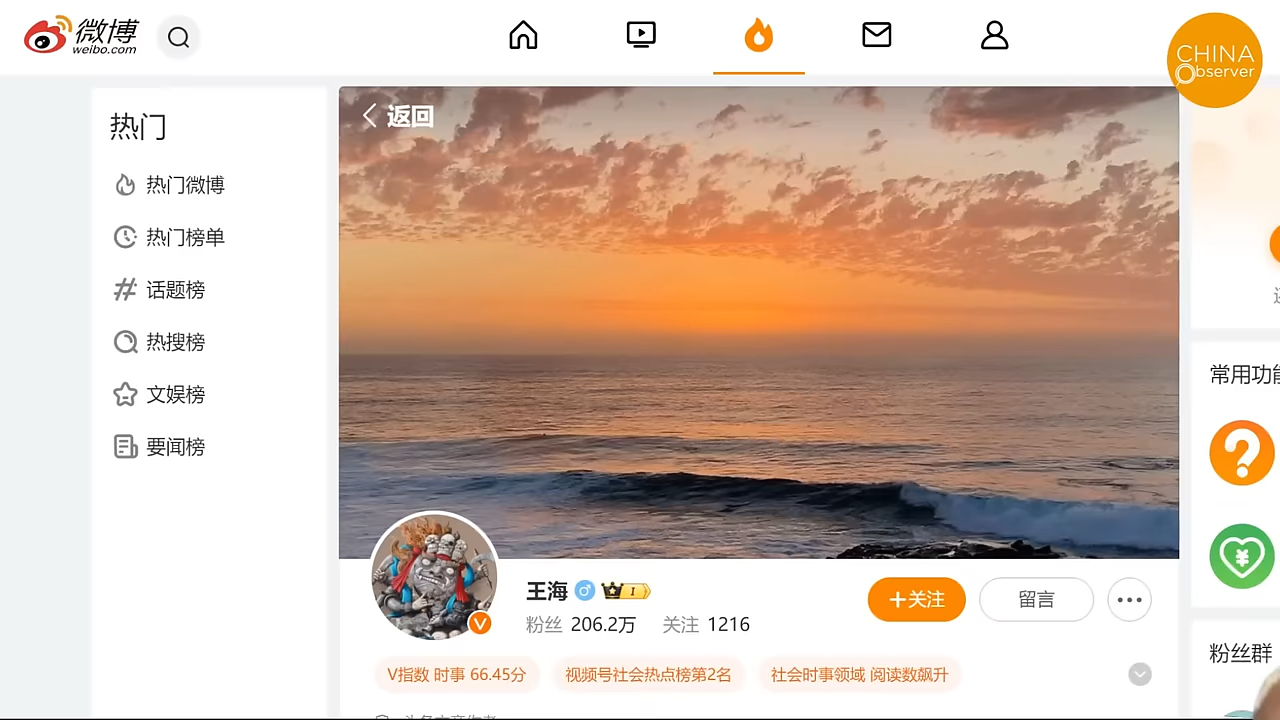 微博
weibo.com
CHINA
Observer
热门
热门微博
热门榜单
话题榜
热搜榜
文娱榜
要闻榜
返回
王海
I
粉丝 206.2万 关注 1216
+关注
留言
V指数 时事 66.45分
视频号社会热点榜第2名
社会时事领域 阅读数飙升
常用功能
粉丝群